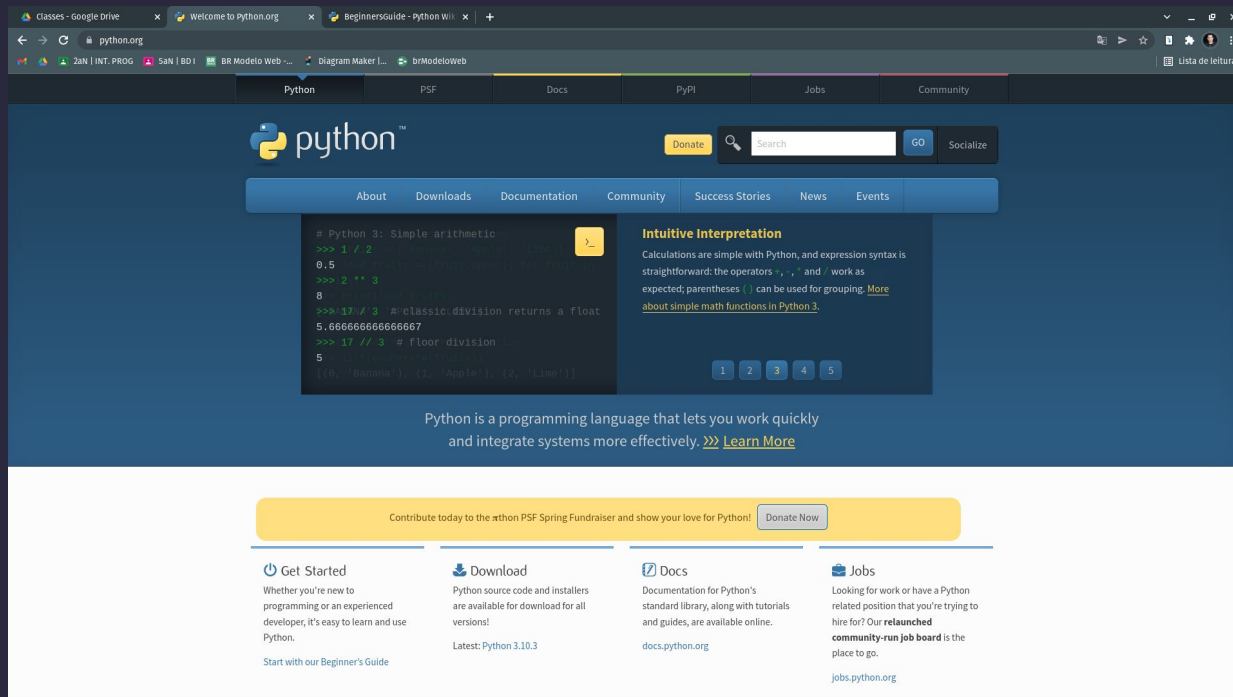 Classes - Google Drive
Welcome to Python.org
BeginnersGuide - Python Wik
python.org
2aN | INT. PROG
5aN | BD I
BR Modelo Web -...
Diagram Maker |...
brModeloWeb
Lista de leitura
Python
PSF
Docs
PyPI
Jobs
Community
python™
Donate
Search
GO
Socialize
About
Downloads
Documentation
Community
Success Stories
News
Events
# Python 3: Simple arithmetic
>>> 1 / 2
0.5
>>> 2 ** 3
8
>>> 17 / 3 # classic division returns a float
5.666666666666667
>>> 17 // 3 # floor division
5
[(0, 'Banana'), (1, 'Apple'), (2, 'Lime')]
>_
Intuitive Interpretation
Calculations are simple with Python, and expression syntax is
straightforward: the operators +, -, * and / work as
expected; parentheses () can be used for grouping. More
about simple math functions in Python 3.
1 2 3 4 5
Python is a programming language that lets you work quickly
and integrate systems more effectively. >>> Learn More
Contribute today to the πthon PSF Spring Fundraiser and show your love for Python!
Donate Now
Get Started
Whether you're new to
programming or an experienced
developer, it's easy to learn and use
Python.
Start with our Beginner's Guide
Download
Python source code and installers
are available for download for all
versions!
Latest: Python 3.10.3
Docs
Documentation for Python's
standard library, along with tutorials
and guides, are available online.
docs.python.org
Jobs
Looking for work or have a Python
related position that you're trying to
hire for? Our relaunched
community-run job board is the
place to go.
jobs.python.org